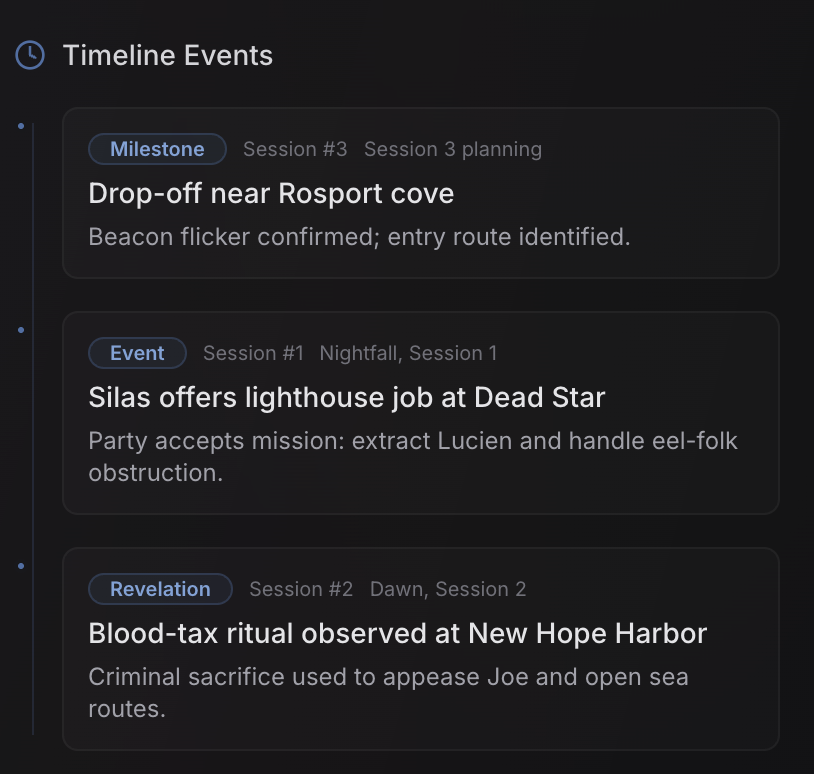 Timeline Events
Milestone Session #3 Session 3 planning
Drop-off near Rosport cove
Beacon flicker confirmed; entry route identified.
Event Session #1 Nightfall, Session 1
Silas offers lighthouse job at Dead Star
Party accepts mission: extract Lucien and handle eel-folk
obstruction.
Revelation Session #2 Dawn, Session 2
Blood-tax ritual observed at New Hope Harbor
Criminal sacrifice used to appease Joe and open sea
routes.